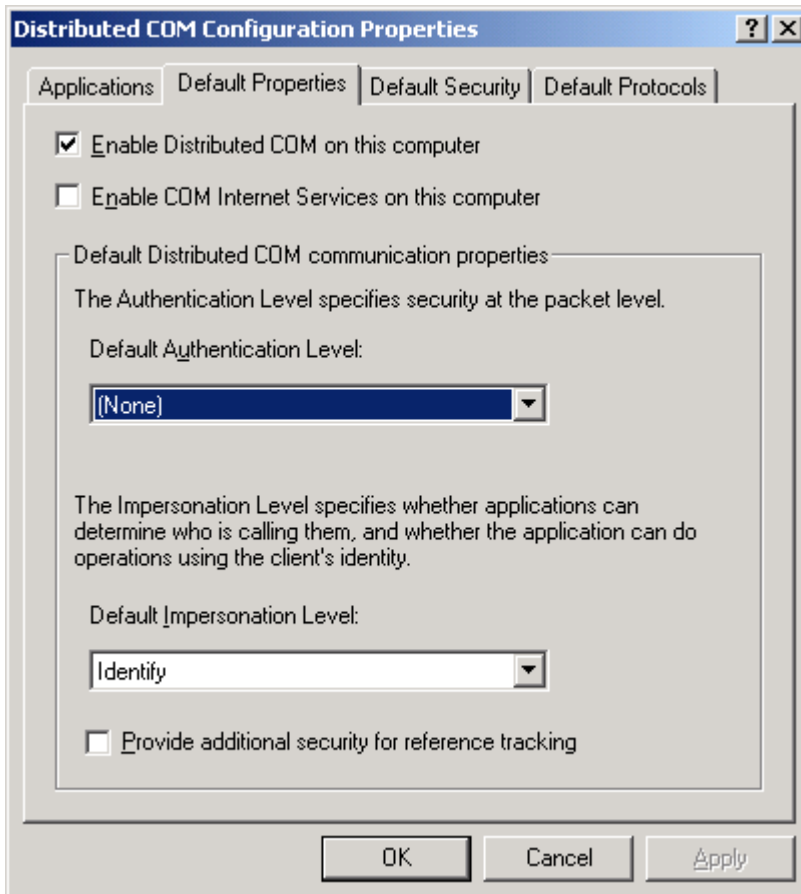 Distributed COM Configuration Properties
Applications Default Properties Default Security Default Protocols
Enable Distributed COM on this computer
Enable COM Internet Services on this computer
Default Distributed COM communication properties
The Authentication Level specifies security at the packet level.
Default Authentication Level:
(None)
The Impersonation Level specifies whether applications can
determine who is calling them, and whether the application can do
operations using the client's identity.
Default Impersonation Level:
Identify
Provide additional security for reference tracking
OK Cancel Apply